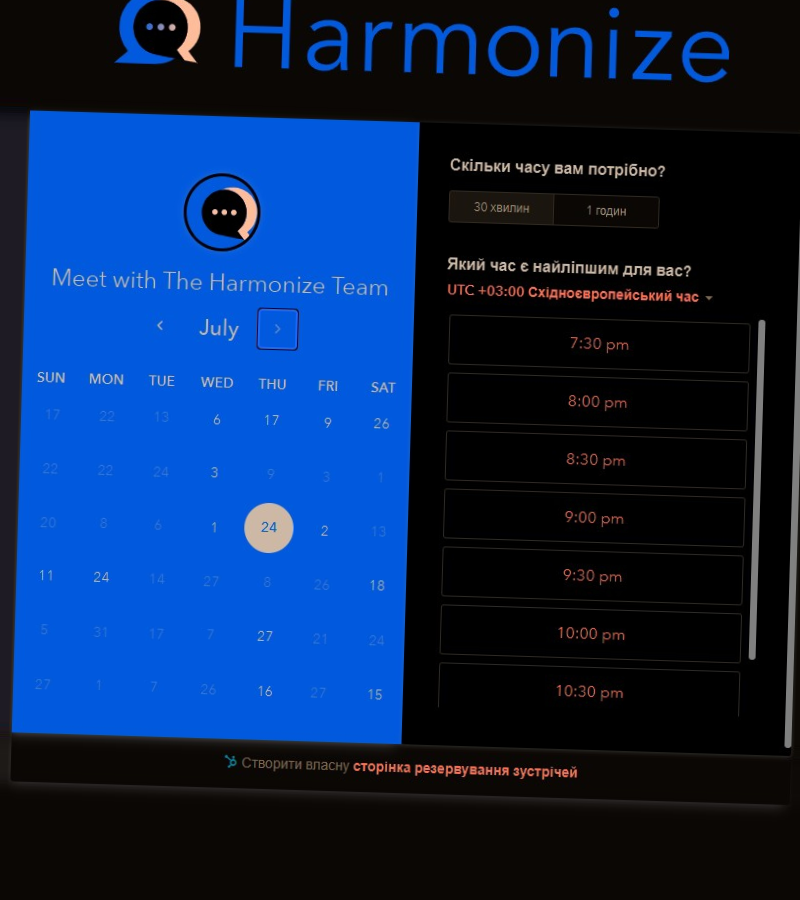 Harmonize
Meet with The Harmonize Team
July
SUN MON TUE WED THU FRI SAT
17 22 13 6 17 9 26
22 22 24 3 9 3 1
20 8 6 1 24 2 13
11 24 14 27 8 26 18
5 31 17 7 27 21 24
27 1 7 26 16 27 15
Скільки часу вам потрібно?
30 хвилин 1 годин
Який час є найліпшим для вас?
UTC +03:00 Східноєвропейський час
7:30 pm
8:00 pm
8:30 pm
9:00 pm
9:30 pm
10:00 pm
10:30 pm
Створити власну сторінка резервування зустрічей